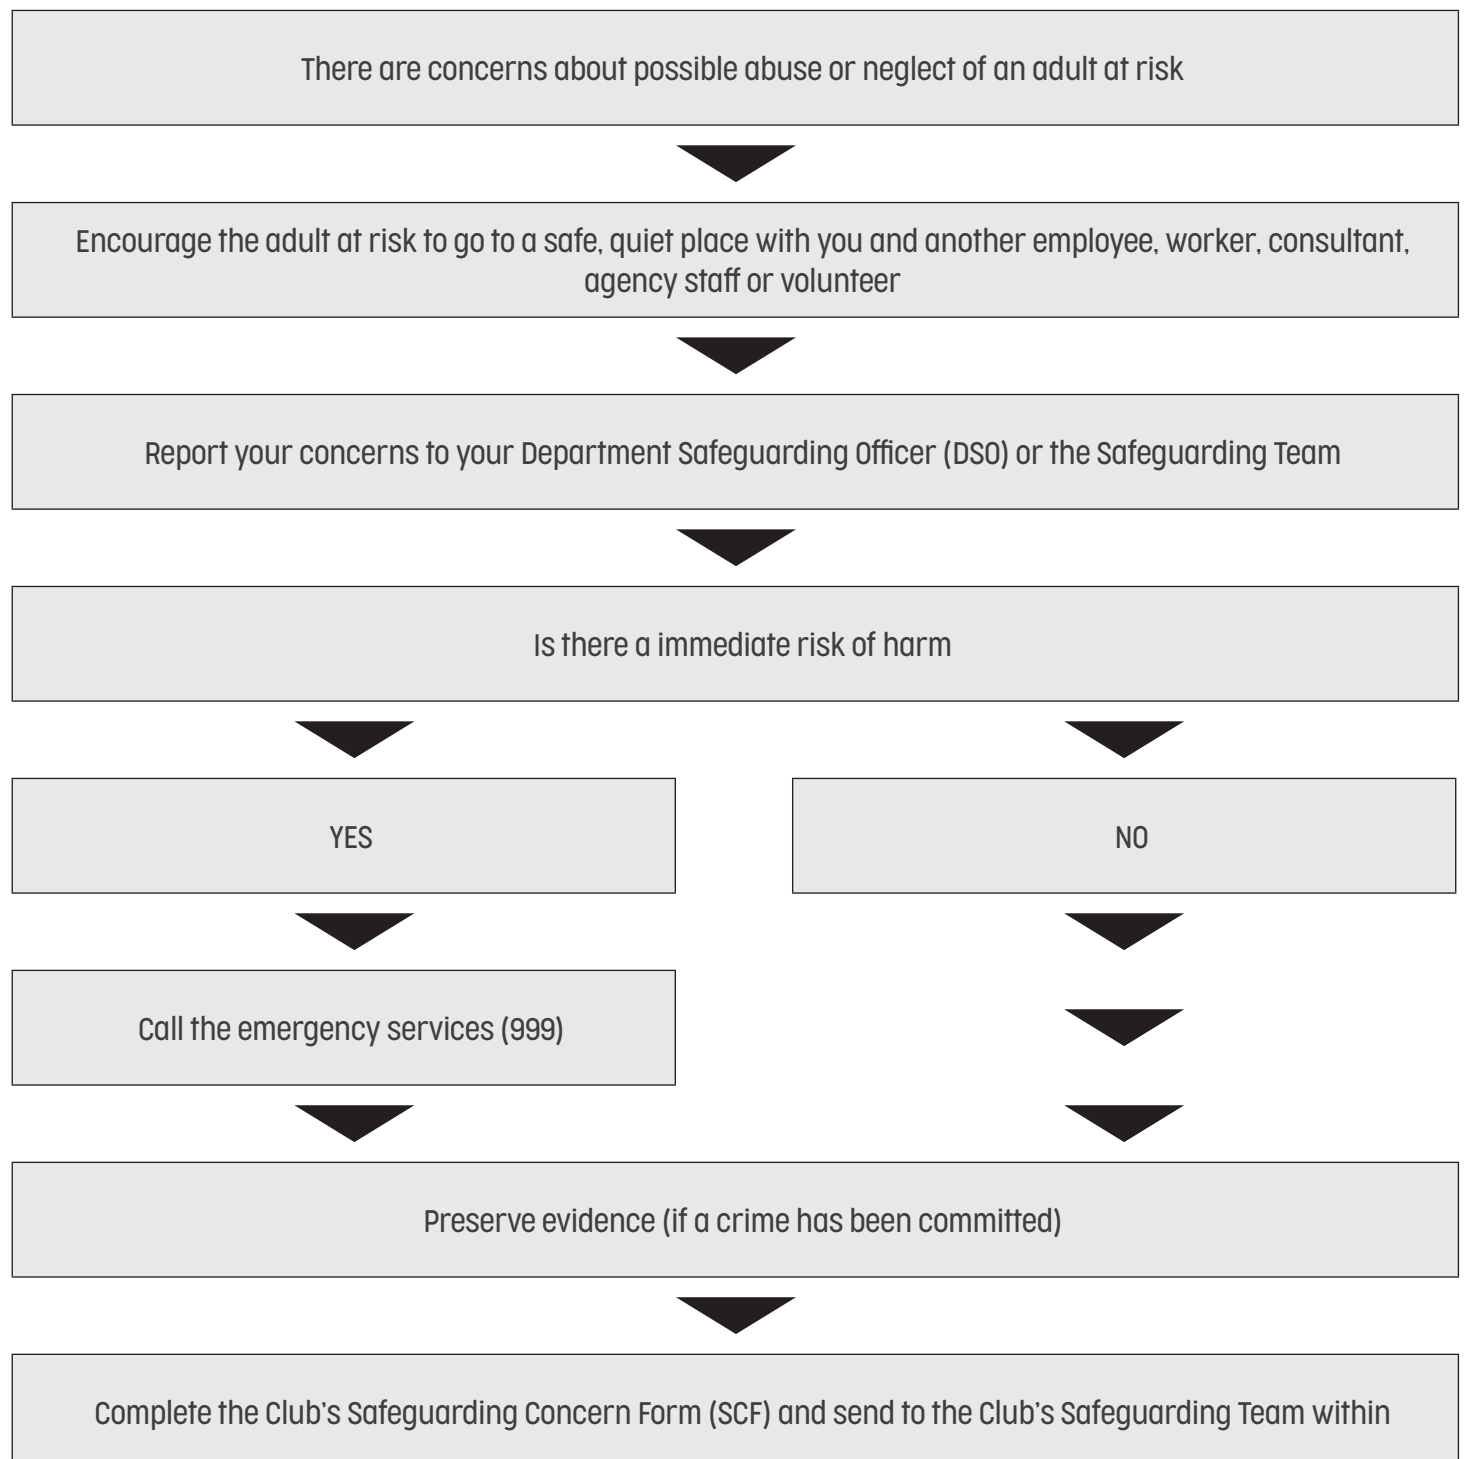 There are concerns about possible abuse or neglect of an adult at risk
Encourage the adult at risk to go to a safe, quiet place with you and another employee, worker, consultant,
agency staff or volunteer
Report your concerns to your Department Safeguarding Officer (DSO) or the Safeguarding Team
Is there a immediate risk of harm
YES
NO
Call the emergency services (999)
Preserve evidence (if a crime has been committed)
Complete the Club's Safeguarding Concern Form (SCF) and send to the Club's Safeguarding Team within